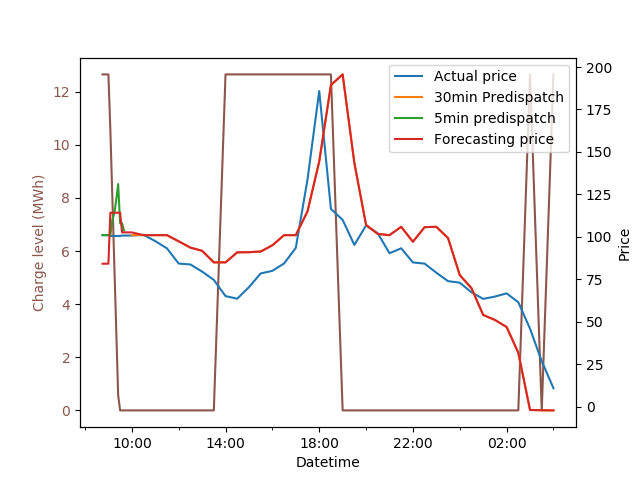 Actual price
30min Predispatch
5min predispatch
Forecasting price
Charge level (MWh)
12
10
8
6
4
2
0
200
175
150
125
100
75
50
25
0
Price
10:00 14:00 18:00 22:00 02:00
Datetime